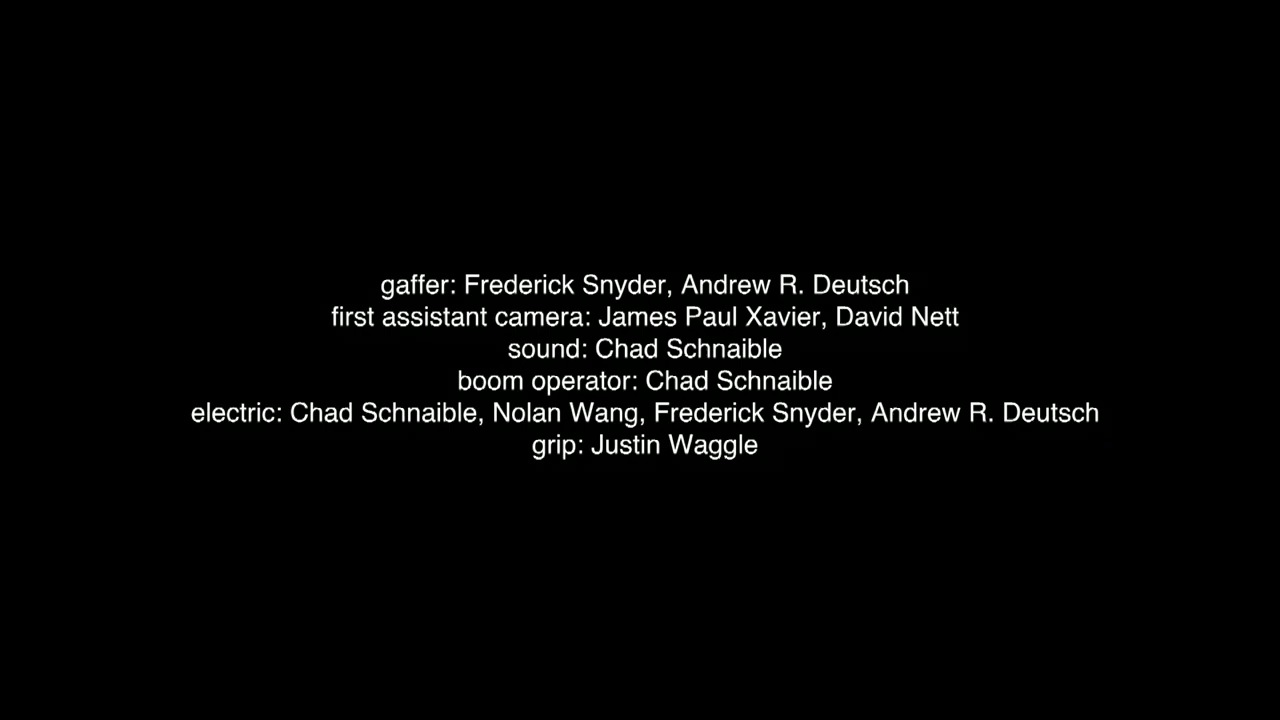 gaffer: Frederick Snyder, Andrew R. Deutsch
first assistant camera: James Paul Xavier, David Nett
sound: Chad Schnaible
boom operator: Chad Schnaible
electric: Chad Schnaible, Nolan Wang, Frederick Snyder, Andrew R. Deutsch
grip: Justin Waggle